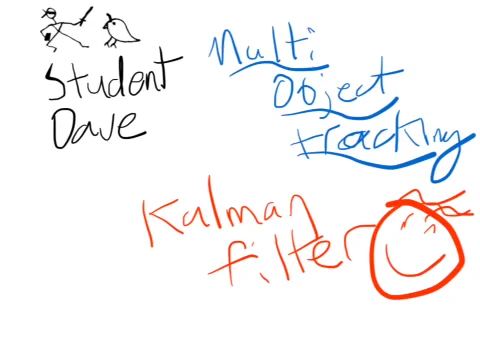 Student
Dave
Multi
Object
tracking
Kalman
filter